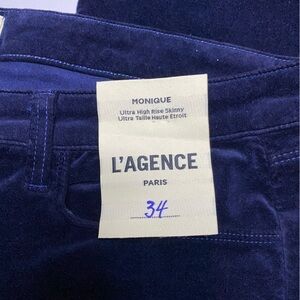 MONIQUE
Ultra High Rise Skinny
Ultra Taille Haute Etroit
L'AGENCE
PARIS
34